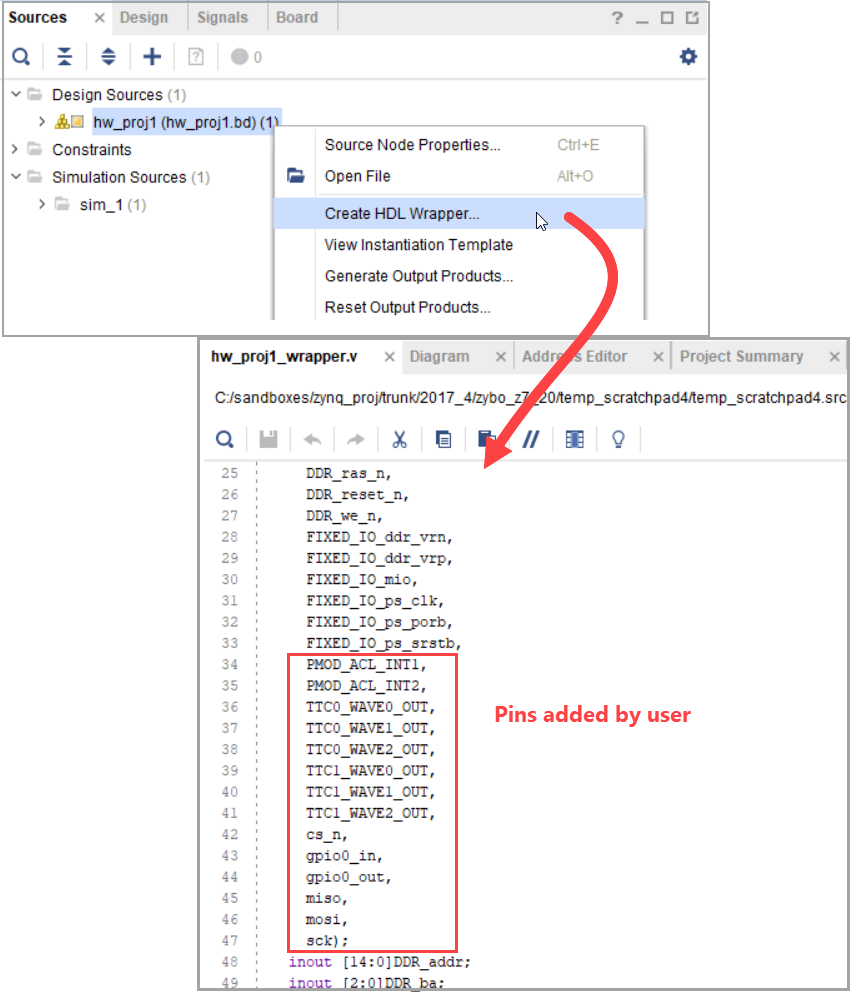 Sources × Design Signals Board ? _
0
Design Sources (1)
hw_proj1 (hw_proj1.bd) (1)
Constraints
Simulation Sources (1)
sim_1 (1)
Source Node Properties... Ctrl+E
Open File Alt+O
Create HDL Wrapper...
View Instantiation Template
Generate Output Products...
Reset Output Products...
hw_proj1_wrapper.v × Diagram × Address Editor × Project Summary ×
C:/sandboxes/zynq_proj/trunk/2017_4/zybo_z7_20/temp_scratchpad4/temp_scratchpad4.src
//
25 DDR_ras_n,
26 DDR_reset_n,
27 DDR_we_n,
28 FIXED_IO_ddr_vrn,
29 FIXED_IO_ddr_vrp,
30 FIXED_IO_mio,
31 FIXED_IO_ps_clk,
32 FIXED_IO_ps_porb,
33 FIXED_IO_ps_srstb,
34 PMOD_ACL_INT1,
35 PMOD_ACL_INT2,
36 TTC0_WAVE0_OUT,
37 TTC0_WAVE1_OUT,
38 TTC0_WAVE2_OUT,
39 TTC1_WAVE0_OUT,
40 TTC1_WAVE1_OUT,
41 TTC1_WAVE2_OUT,
42 cs_n,
43 gpio0_in,
44 gpio0_out,
45 miso,
46 mosi,
47 sck);
48 inout [14:0]DDR_addr;
49 inout [2:0]DDR_ba;
Pins added by user